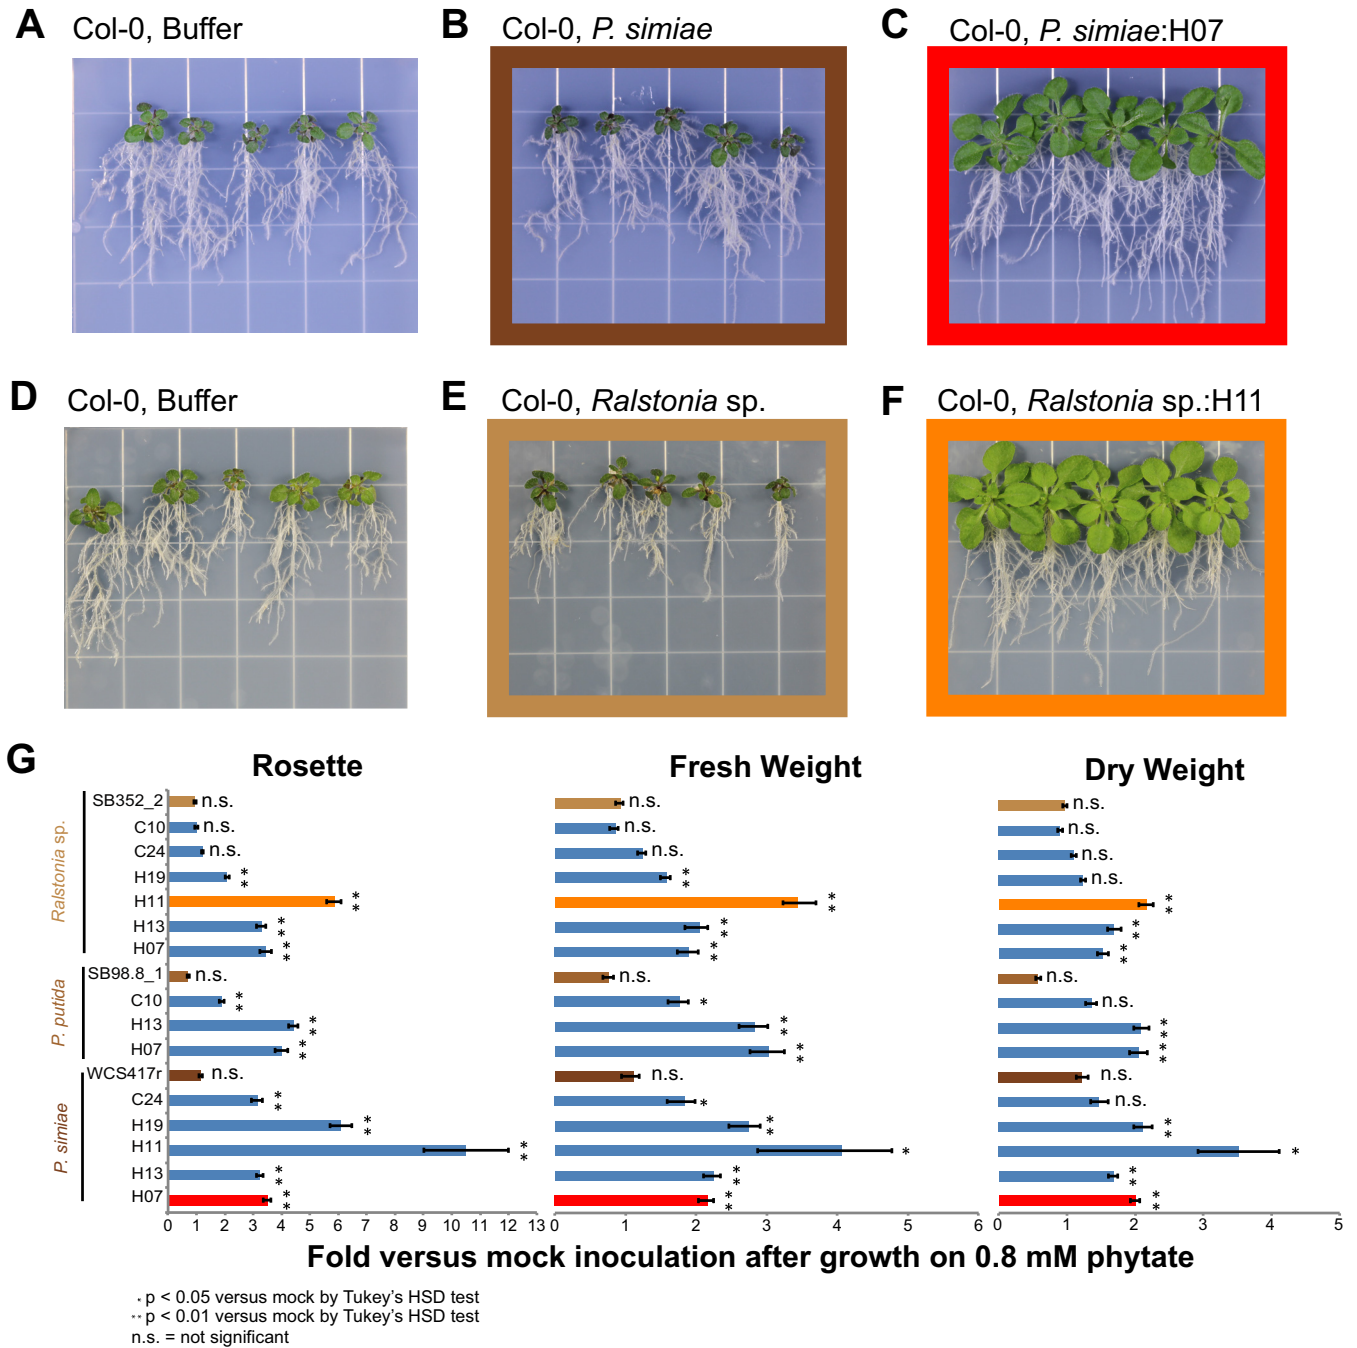 A Col-0, Buffer
B Col-0, P. simiae
C Col-0, P. simiae:H07
D Col-0, Buffer
E Col-0, Ralstonia sp.
F Col-0, Ralstonia sp.:H11
G
Rosette
Fresh Weight
Dry Weight
Ralstonia sp.
SB352_2 n.s. n.s. n.s.
C10 n.s. n.s. n.s.
C24 n.s. n.s. n.s.
H19 ** ** n.s.
H11 ** ** **
H13 ** ** **
H07 ** ** **
P. putida
SB98.8_1 n.s. n.s. n.s.
C10 ** * n.s.
H13 ** ** **
H07 ** ** **
P. simiae
WCS417r n.s. n.s. n.s.
C24 ** * n.s.
H19 ** ** **
H11 ** * *
H13 ** ** **
H07 ** ** **
0 1 2 3 4 5 6 7 8 9 10 11 12 13
0 1 2 3 4 5 6
0 1 2 3 4 5
Fold versus mock inoculation after growth on 0.8 mM phytate
* p < 0.05 versus mock by Tukey's HSD test
** p < 0.01 versus mock by Tukey's HSD test
n.s. = not significant